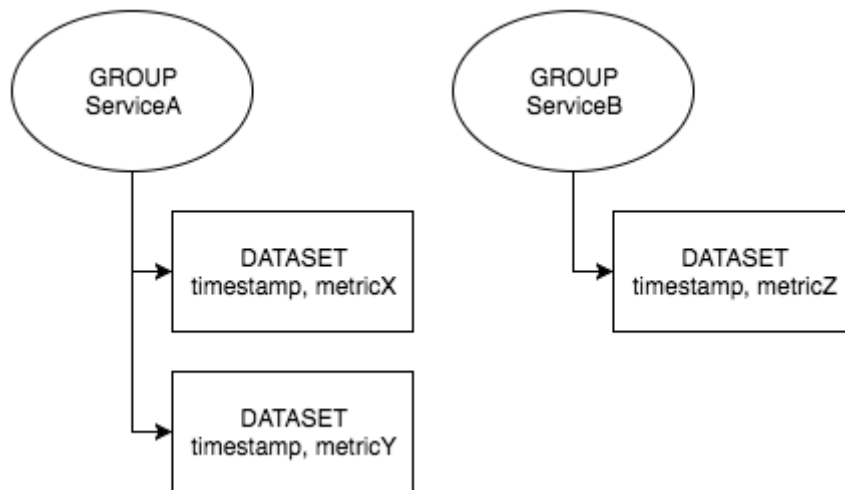 GROUP
ServiceA
GROUP
ServiceB
DATASET
timestamp, metricX
DATASET
timestamp, metricZ
DATASET
timestamp, metricY